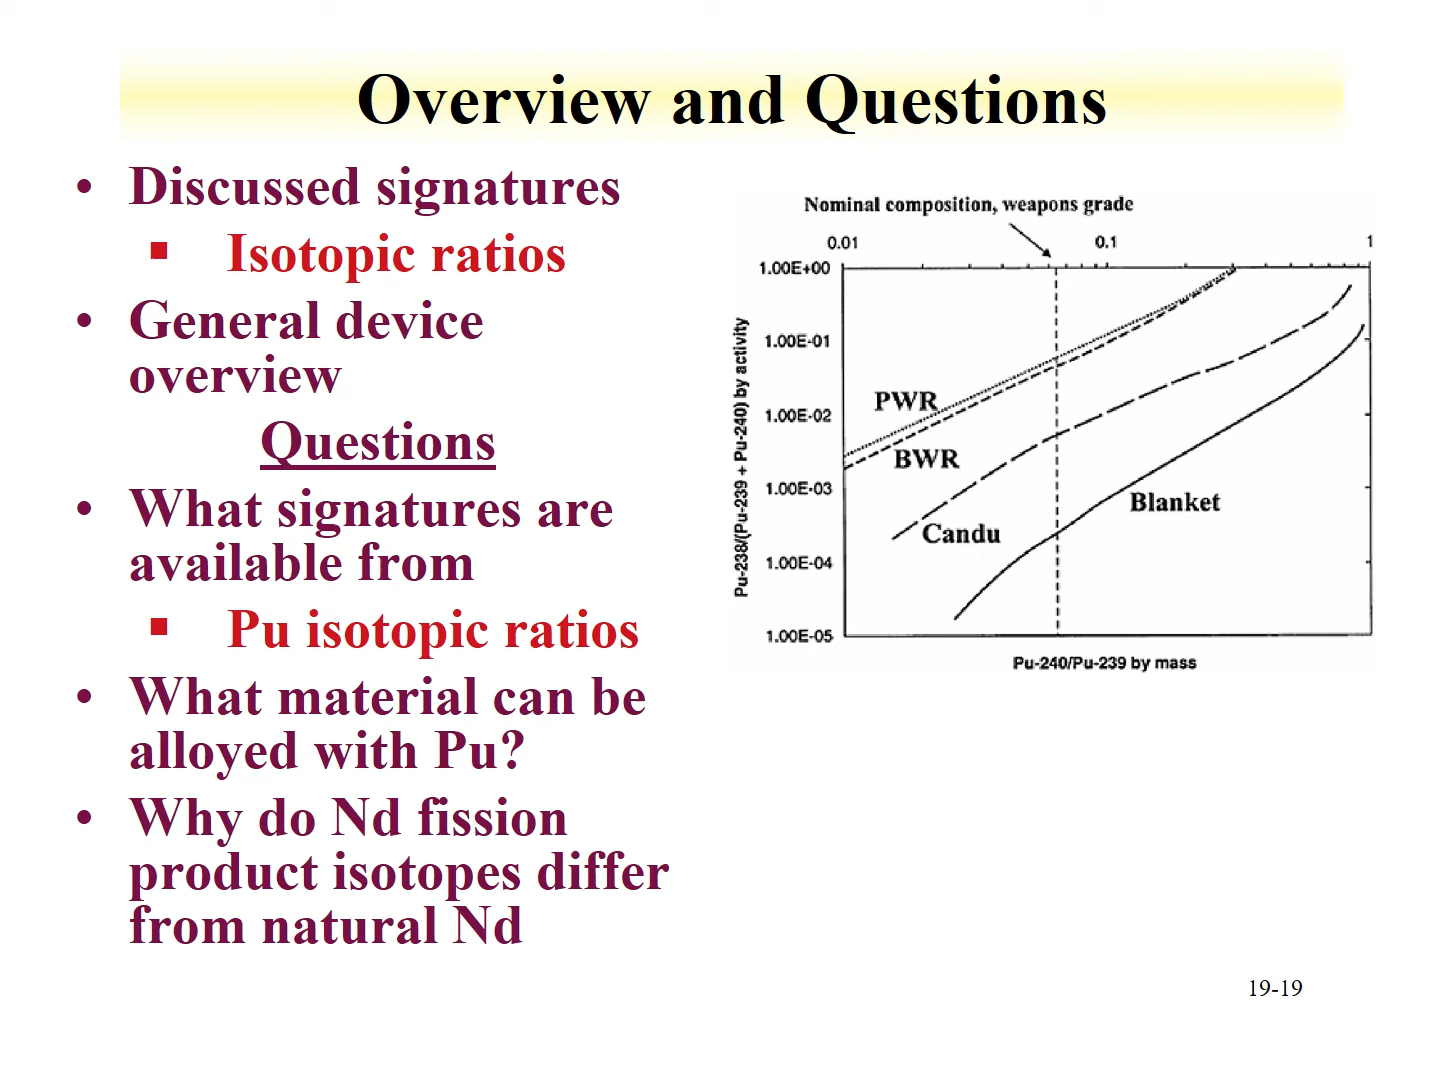 Overview and Questions
• Discussed signatures
▪ Isotopic ratios
• General device
overview
Questions
• What signatures are
available from
▪ Pu isotopic ratios
• What material can be
alloyed with Pu?
• Why do Nd fission
product isotopes differ
from natural Nd
Nominal composition, weapons grade
0.01 0.1 1
1.00E+00
1.00E-01
1.00E-02
1.00E-03
1.00E-04
1.00E-05
Pu-238/(Pu-239 + Pu-240) by activity
PWR
BWR
Candu
Blanket
Pu-240/Pu-239 by mass
19-19